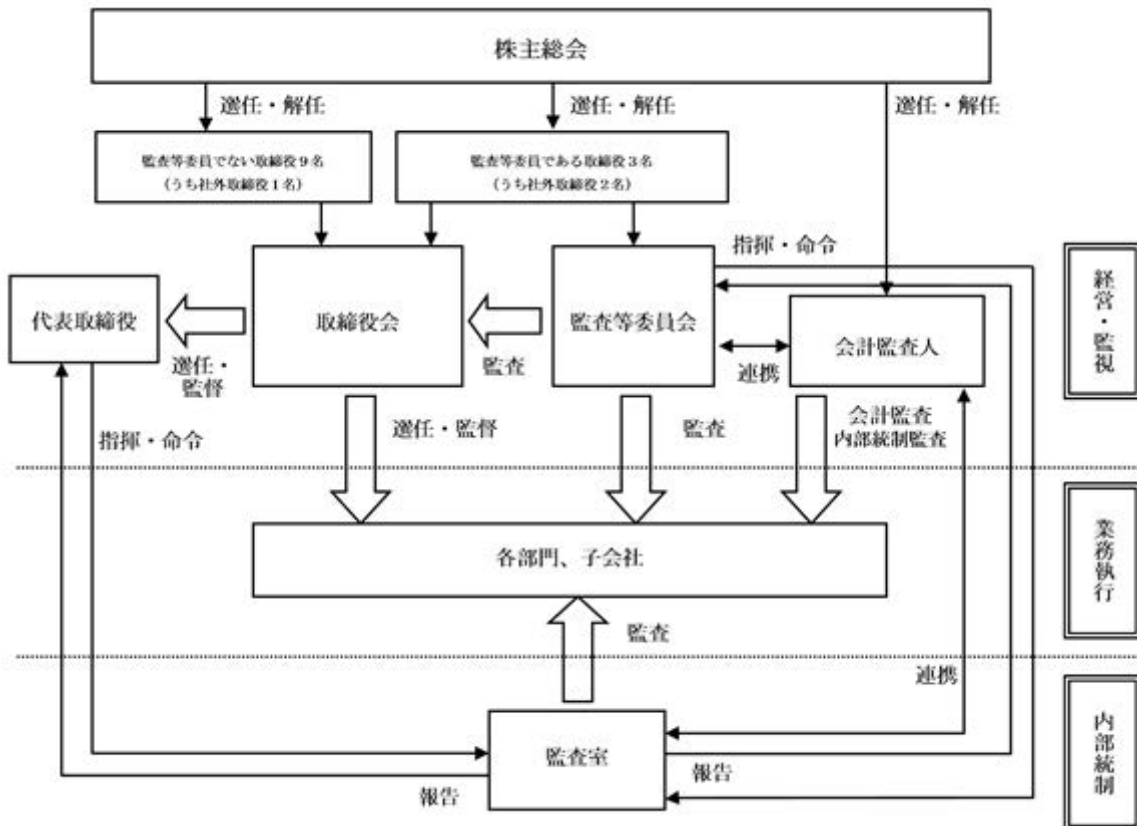 株主総会
選任・解任
選任・解任
選任・解任
監査等委員でない取締役9名
(うち社外取締役1名)
監査等委員である取締役3名
(うち社外取締役2名)
指揮・命令
代表取締役
取締役会
監査等委員会
会計監査人
経営・監視
選任・
監督
監査
連携
指揮・命令
選任・監督
監査
会計監査
内部統制監査
各部門、子会社
業務執行
監査
連携
監査室
報告
報告
内部統制